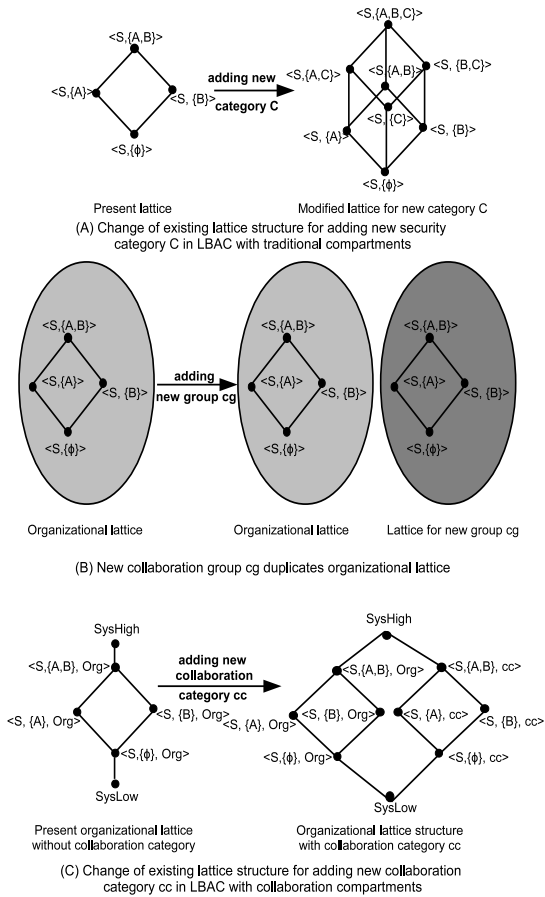 <S,{A,B}>
<S,{A}>
<S, {B}>
<S,{ϕ}>
adding new
category C
<S,{A,B,C}>
<S,{A,C}>
<S,{A,B}>
<S, {B,C}>
<S, {C}>
<S, {A}>
<S, {B}>
<S,{ϕ}>
Present lattice
Modified lattice for new category C
(A) Change of existing lattice structure for adding new security
category C in LBAC with traditional compartments
<S,{A,B}>
<S,{A}>
<S, {B}>
<S,{ϕ}>
adding
new group cg
<S,{A,B}>
<S,{A}>
<S, {B}>
<S,{ϕ}>
<S,{A,B}>
<S,{A}>
<S, {B}>
<S,{ϕ}>
Organizational lattice
Organizational lattice
Lattice for new group cg
(B) New collaboration group cg duplicates organizational lattice
SysHigh
<S,{A,B}, Org>
<S, {A}, Org>
<S, {B}, Org>
<S,{ϕ}, Org>
SysLow
adding new
collaboration
category cc
SysHigh
<S,{A,B}, Org>
<S,{A,B}, cc>
<S, {A}, Org>
<S, {B}, Org>
<S, {A}, cc>
<S, {B}, cc>
<S,{ϕ}, Org>
<S,{ϕ}, cc>
SysLow
Present organizational lattice
without collaboration category
Organizational lattice structure
with collaboration category cc
(C) Change of existing lattice structure for adding new collaboration
category cc in LBAC with collaboration compartments